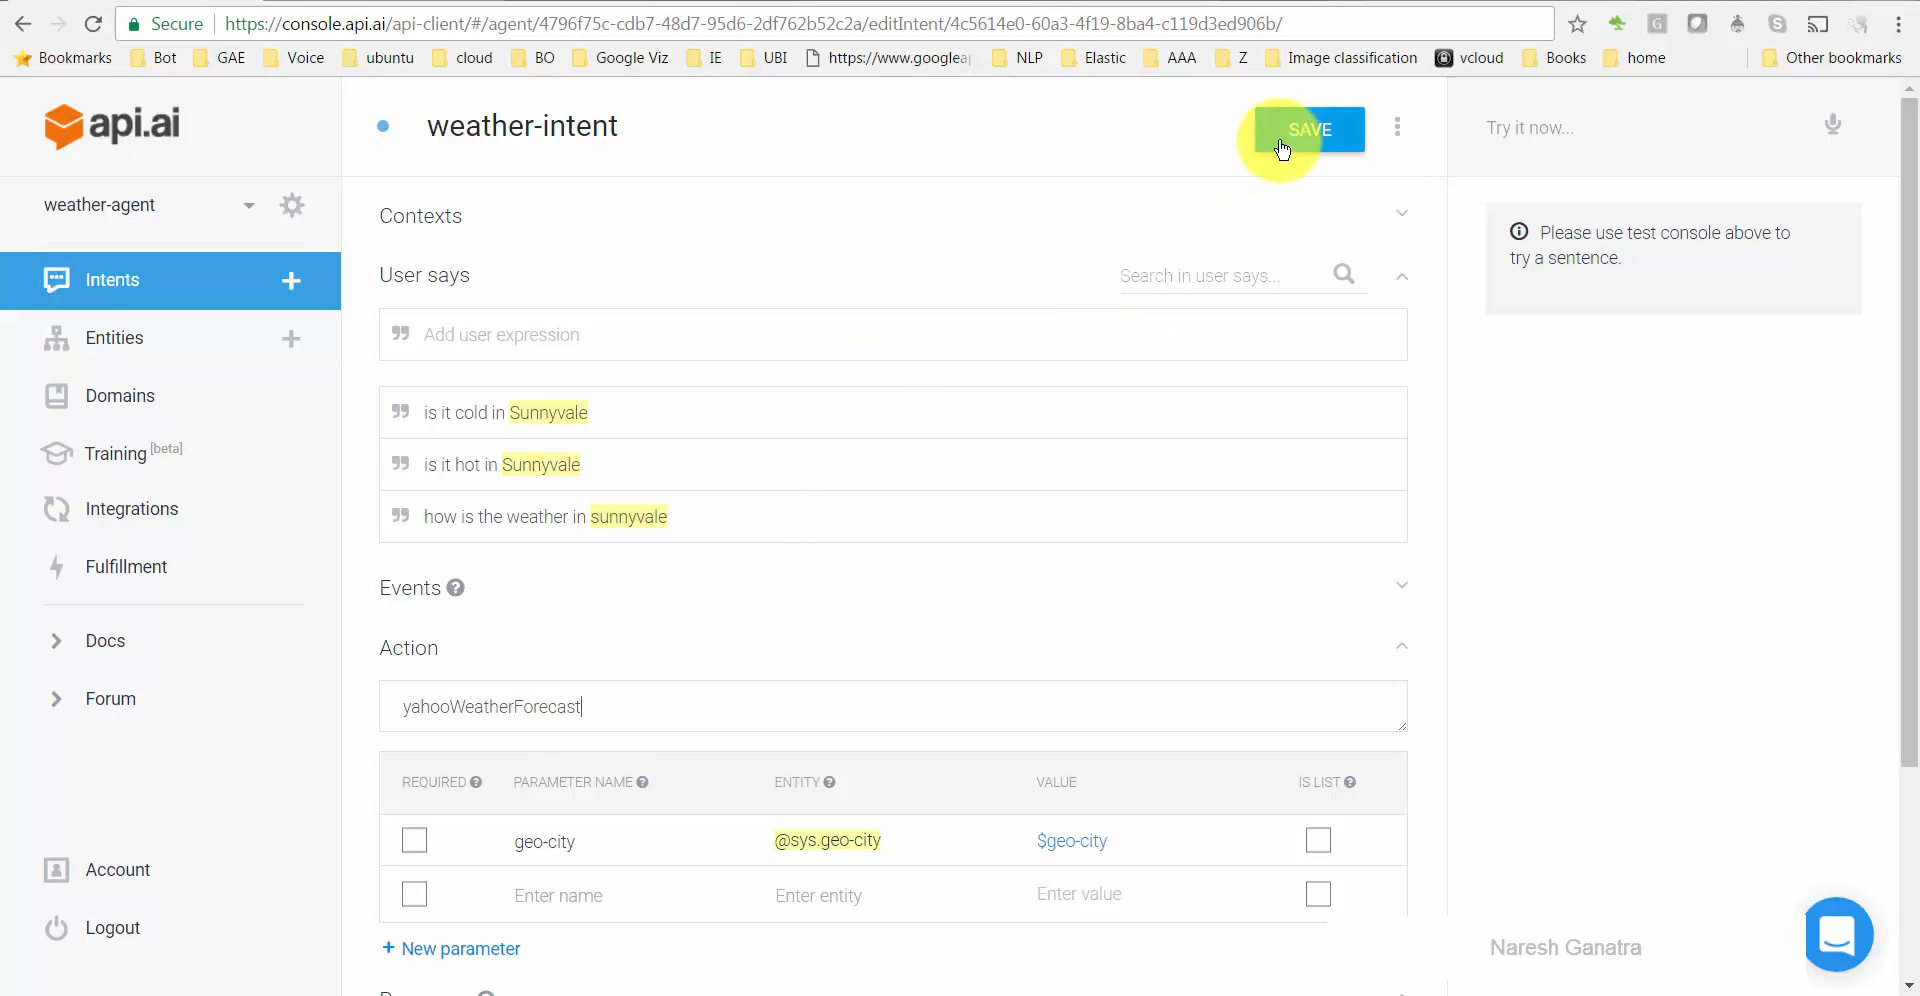 Secure https://console.api.ai/api-client/#/agent/4796f75c-cdb7-48d7-95d6-2df762b52c2a/editIntent/4c5614e0-60a3-4f19-8ba4-c119d3ed906b/
Bookmarks Bot GAE Voice ubuntu cloud BO Google Viz IE UBI https://www.googleap NLP Elastic AAA Z Image classification vcloud Books home Other bookmarks
api.ai
weather-intent
SAVE
Try it now...
weather-agent
Contexts
Please use test console above to
try a sentence.
Intents
User says
Search in user says...
Entities
Add user expression
Domains
is it cold in Sunnyvale
Training [beta]
is it hot in Sunnyvale
Integrations
how is the weather in sunnyvale
Fulfillment
Events
Docs
Action
Forum
yahooWeatherForecast
REQUIRED PARAMETER NAME ENTITY VALUE IS LIST
geo-city @sys.geo-city $geo-city
Account
Enter name Enter entity Enter value
Logout
+ New parameter
Naresh Ganatra